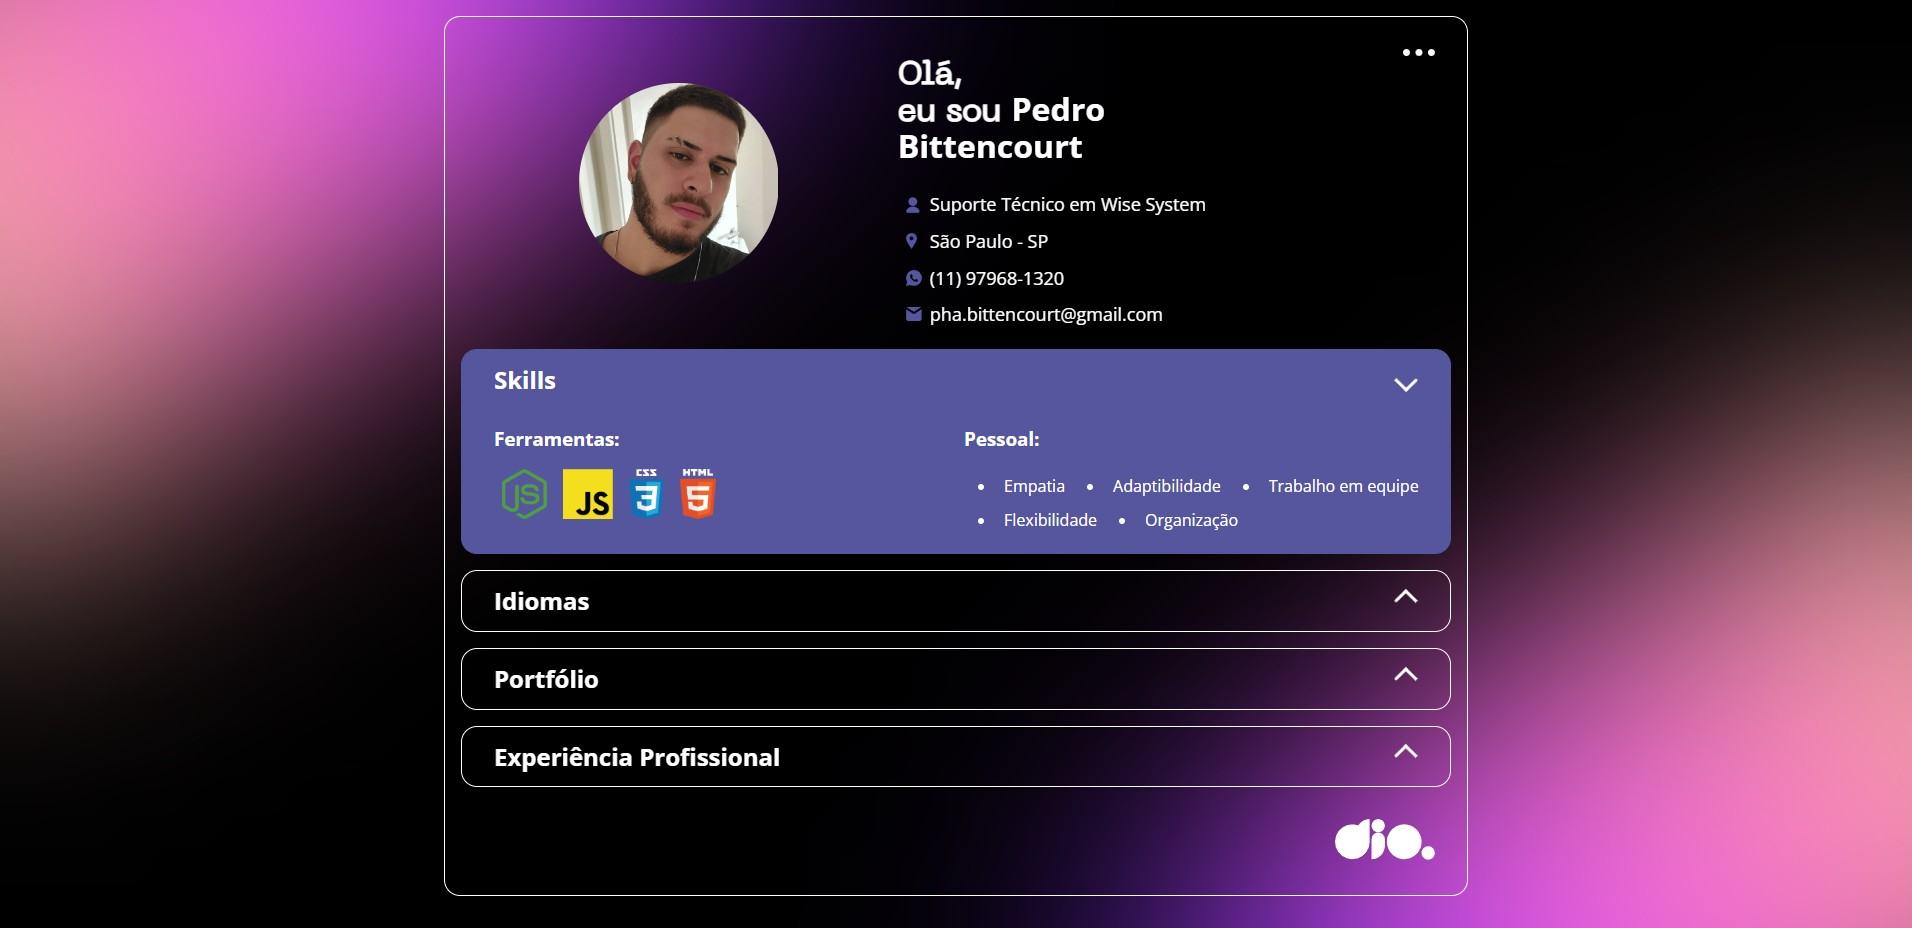 Olá,
eu sou Pedro
Bittencourt
Suporte Técnico em Wise System
São Paulo - SP
(11) 97968-1320
pha.bittencourt@gmail.com
Skills
Ferramentas:
JS JS CSS 3 HTML 5
Pessoal:
Empatia Adaptibilidade Trabalho em equipe
Flexibilidade Organização
Idiomas
Portfólio
Experiência Profissional
dio.